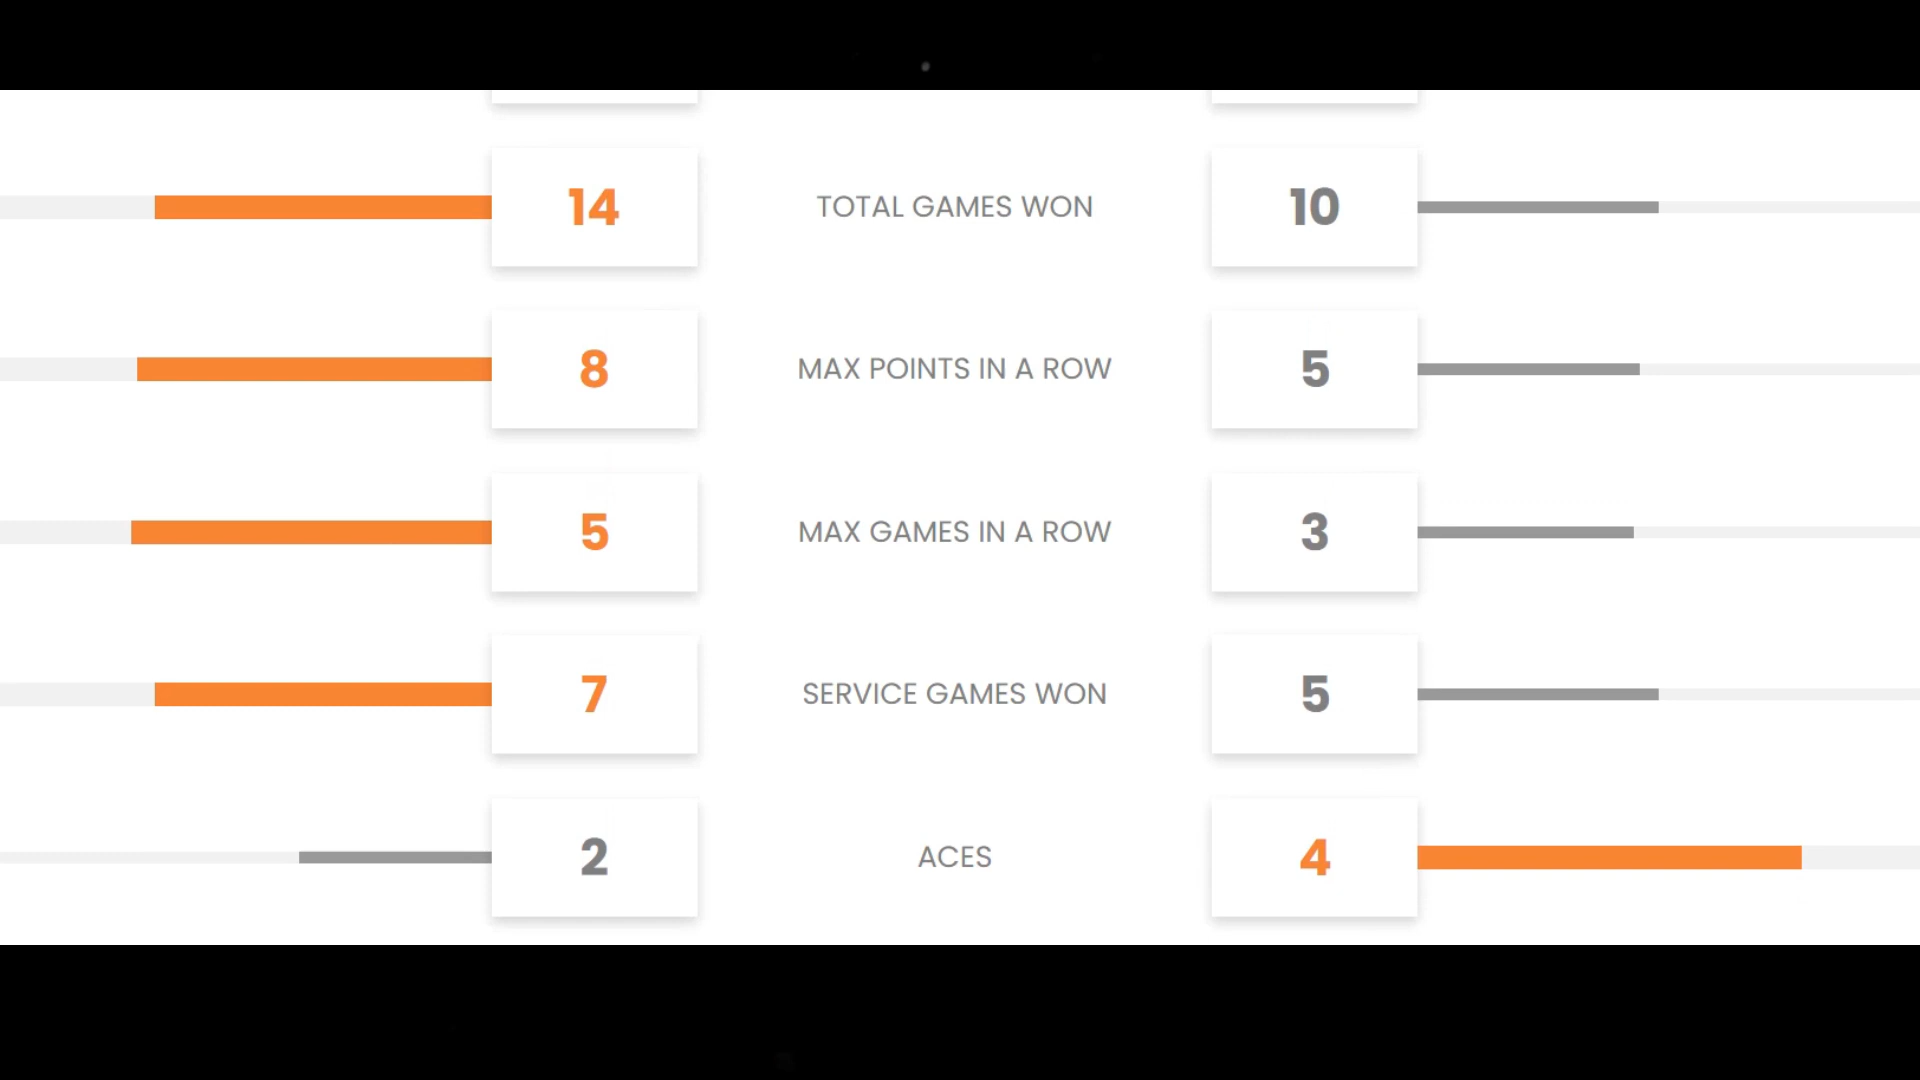 14 TOTAL GAMES WON 10
8 MAX POINTS IN A ROW 5
5 MAX GAMES IN A ROW 3
7 SERVICE GAMES WON 5
2 ACES 4